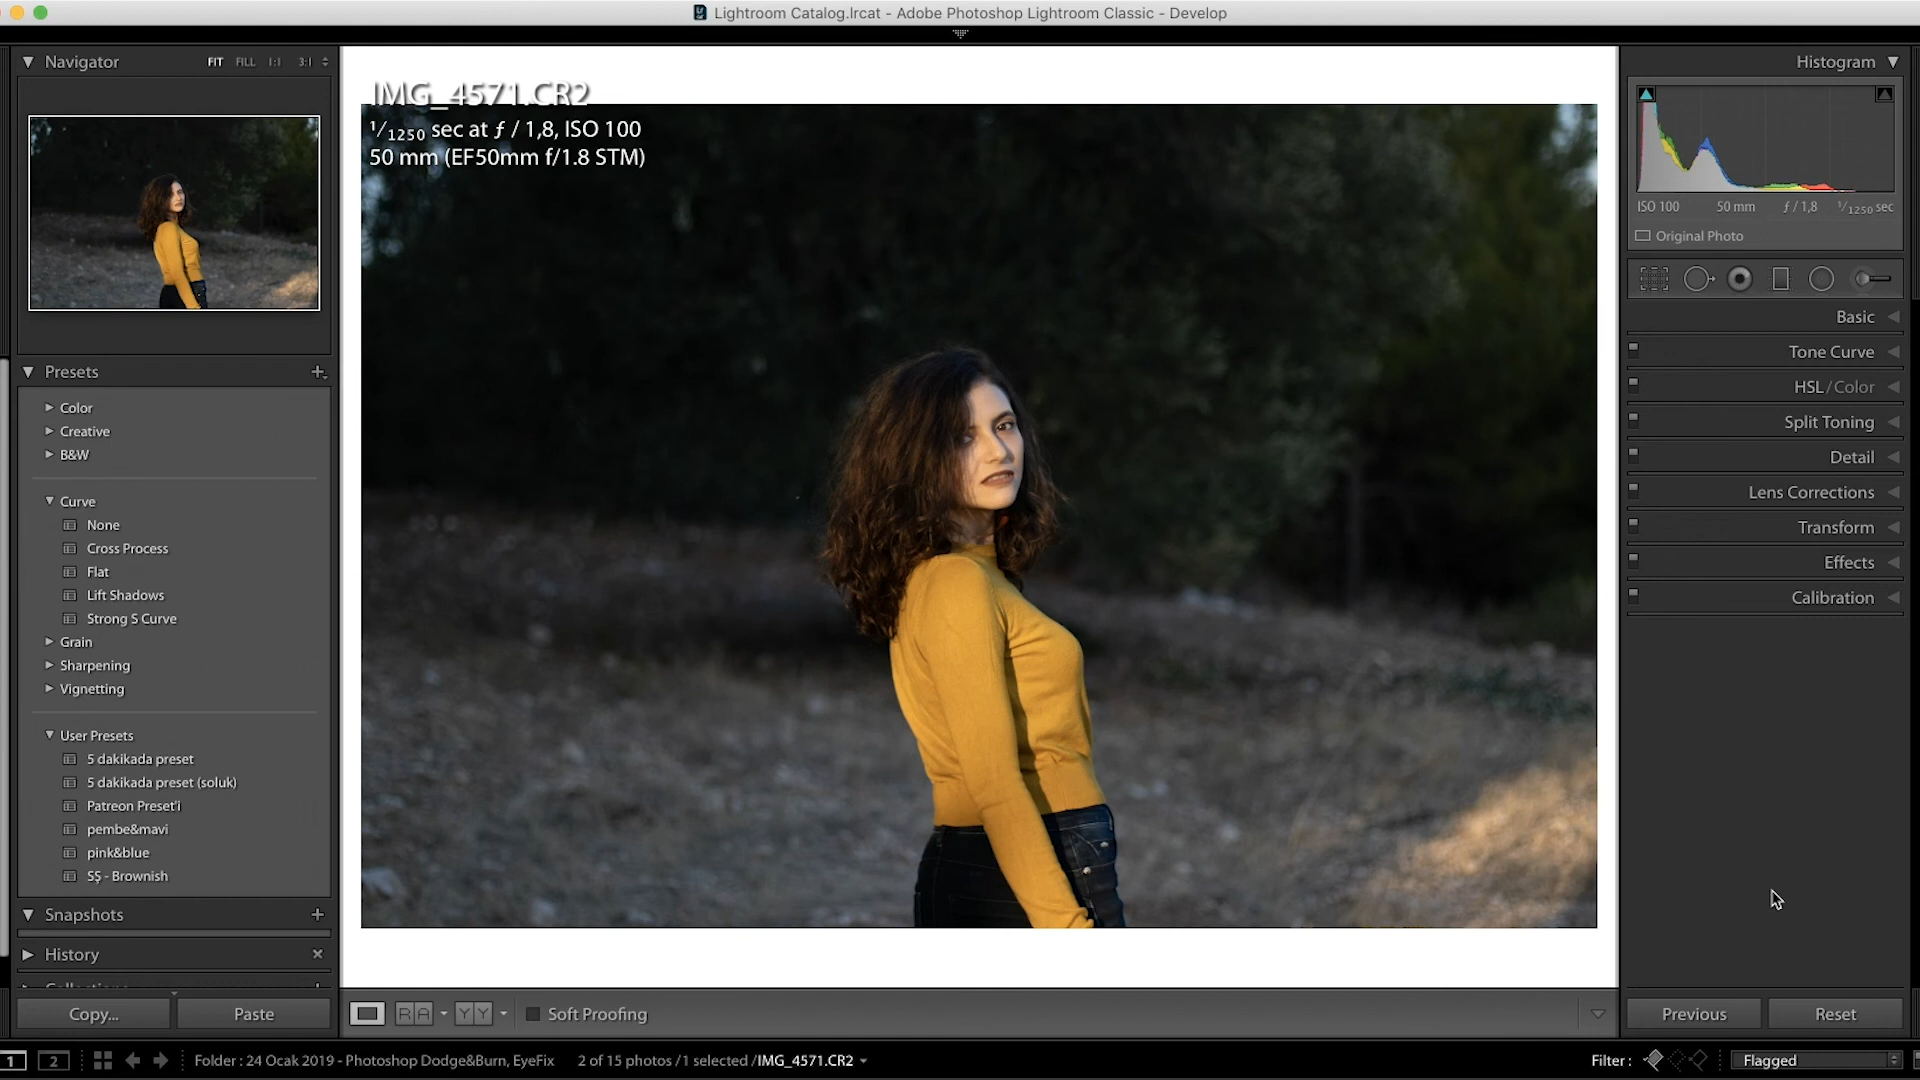 Lightroom Catalog.lrcat - Adobe Photoshop Lightroom Classic - Develop
Navigator
FIT FILL 1:1 3:1
Presets
Color
Creative
B&W
Curve
None
Cross Process
Flat
Lift Shadows
Strong S Curve
Grain
Sharpening
Vignetting
User Presets
5 dakikada preset
5 dakikada preset (soluk)
Patreon Preset'i
pembe&mavi
pink&blue
SŞ - Brownish
Snapshots
History
Copy...
Paste
IMG_4571.CR2
1/1250 sec at ƒ / 1,8, ISO 100
50 mm (EF50mm f/1.8 STM)
Soft Proofing
Histogram
ISO 100 50 mm ƒ / 1,8 1/1250 sec
Original Photo
Basic
Tone Curve
HSL / Color
Split Toning
Detail
Lens Corrections
Transform
Effects
Calibration
Previous
Reset
1 2
Folder : 24 Ocak 2019 - Photoshop Dodge&Burn, EyeFix
2 of 15 photos / 1 selected / IMG_4571.CR2
Filter :
Flagged